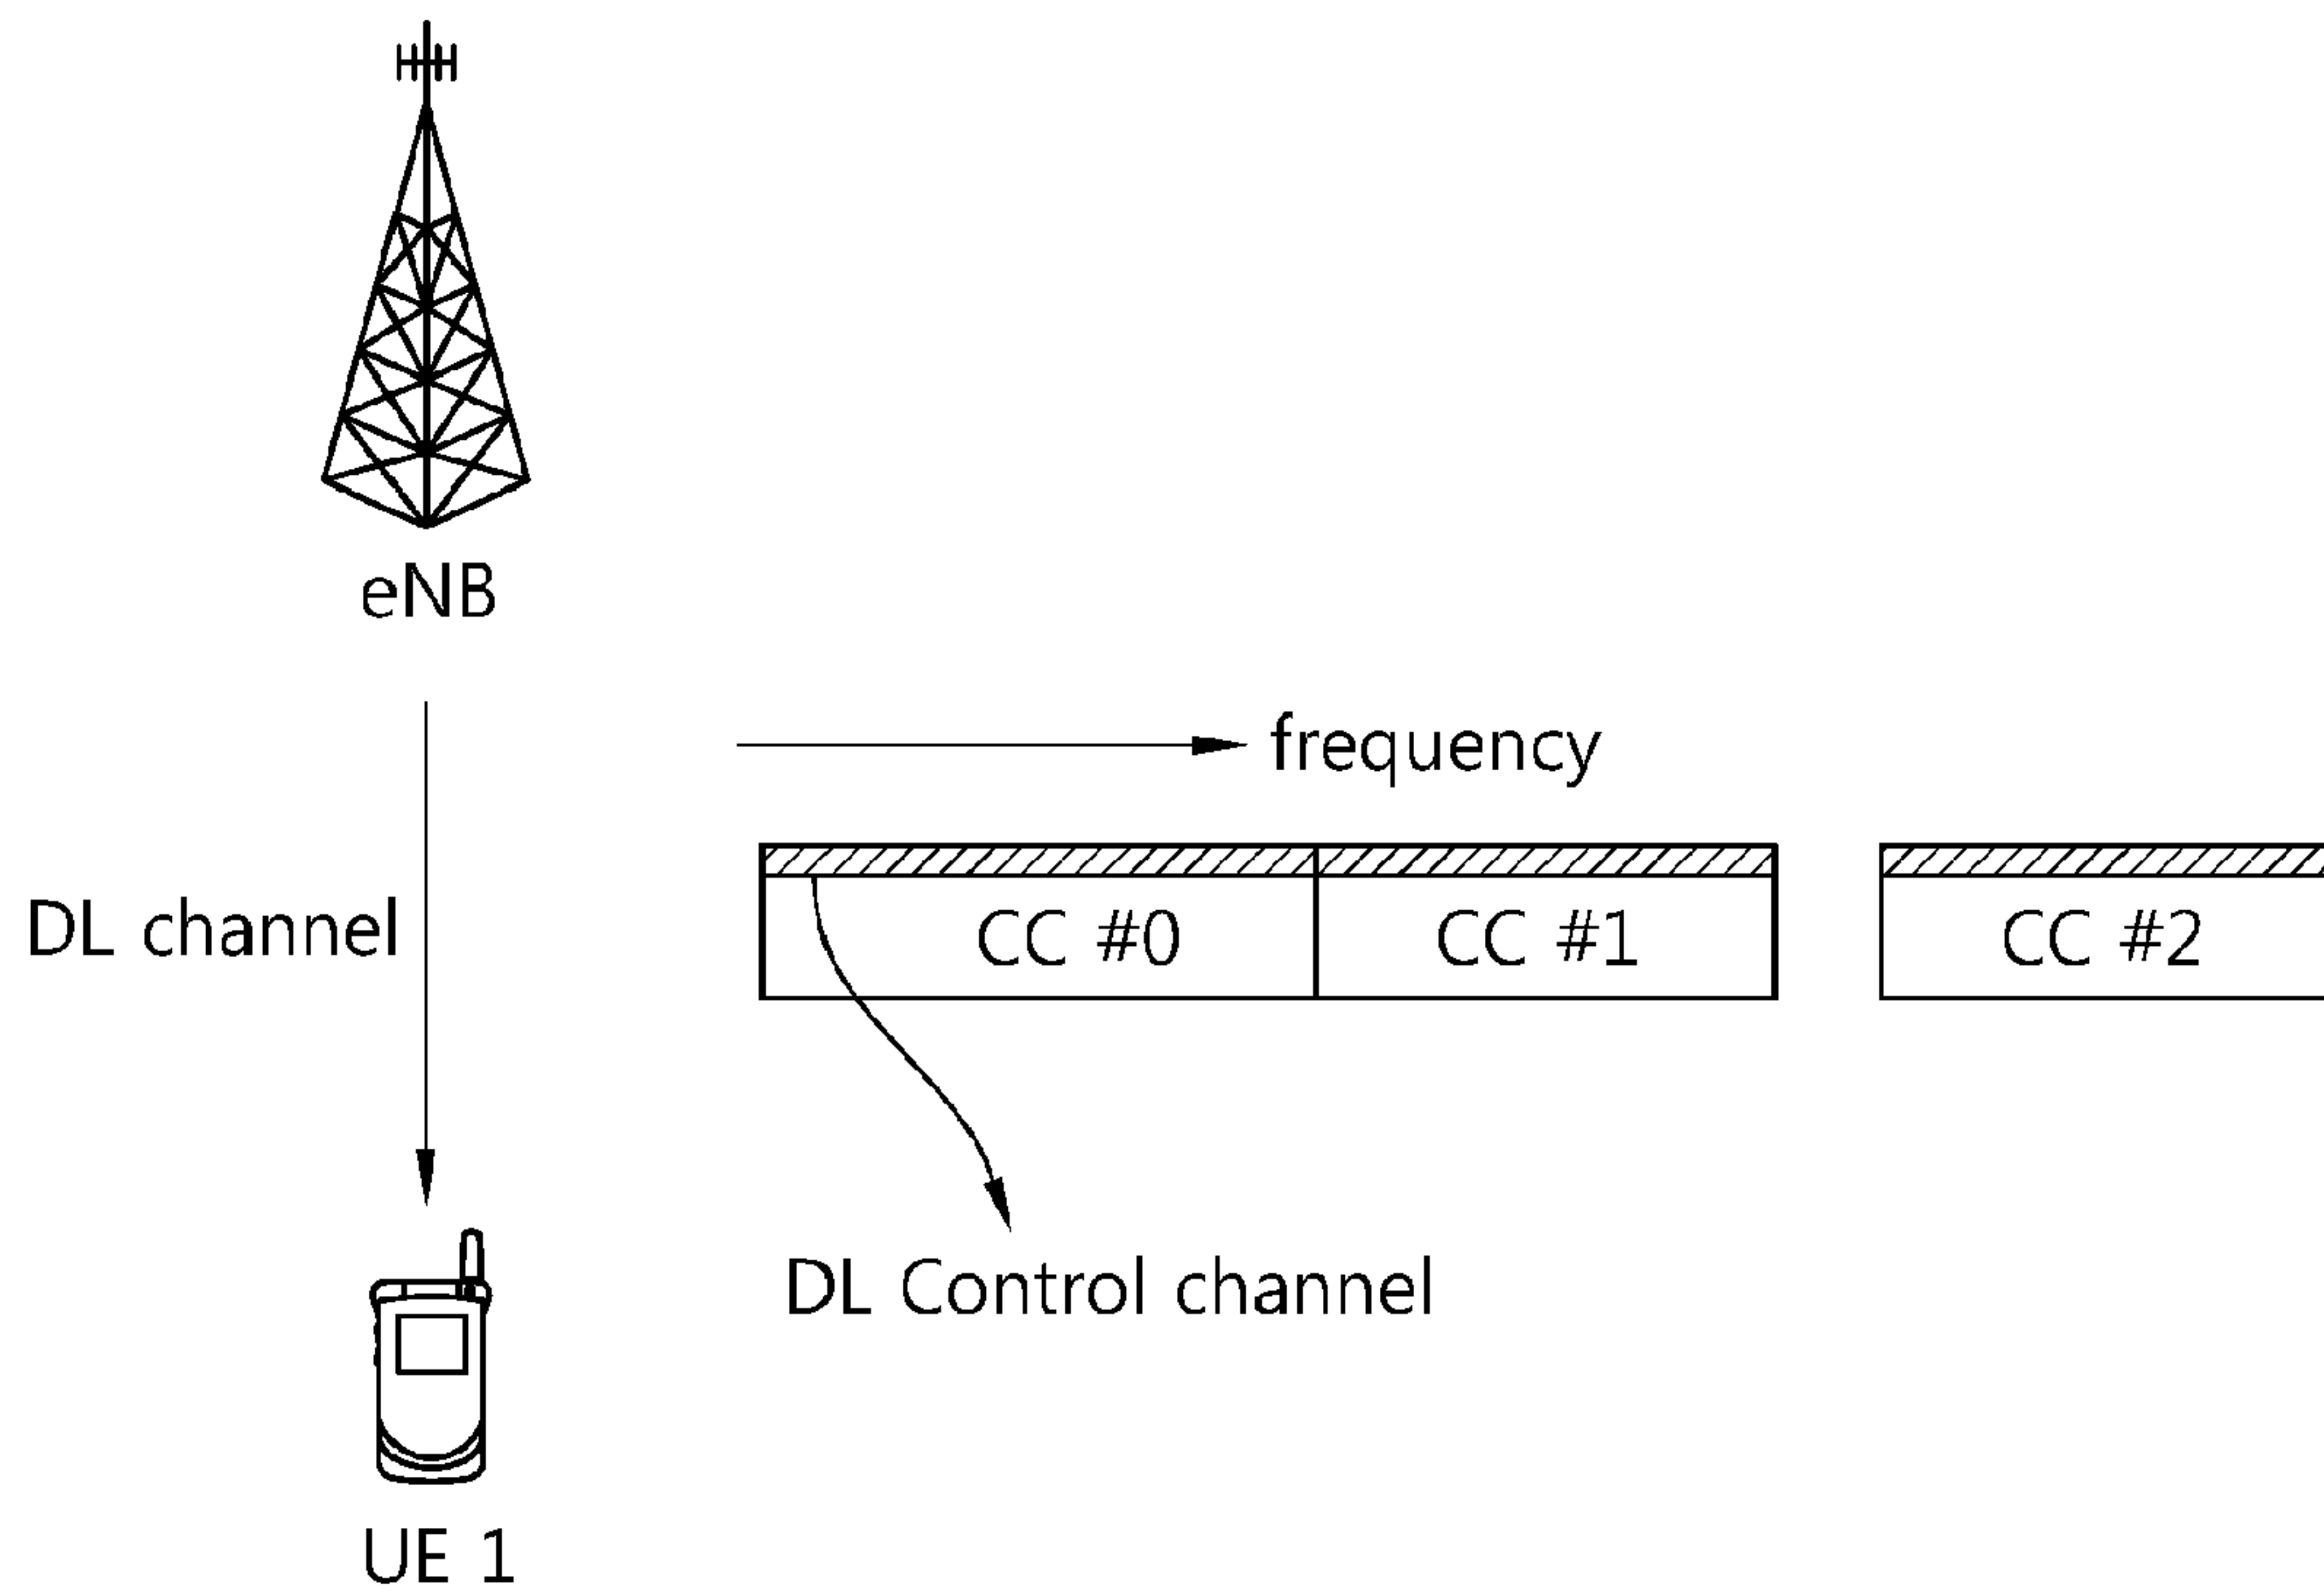 eNB
frequency
DL channel
CC #0
CC #1
CC #2
DL Control channel
UE 1